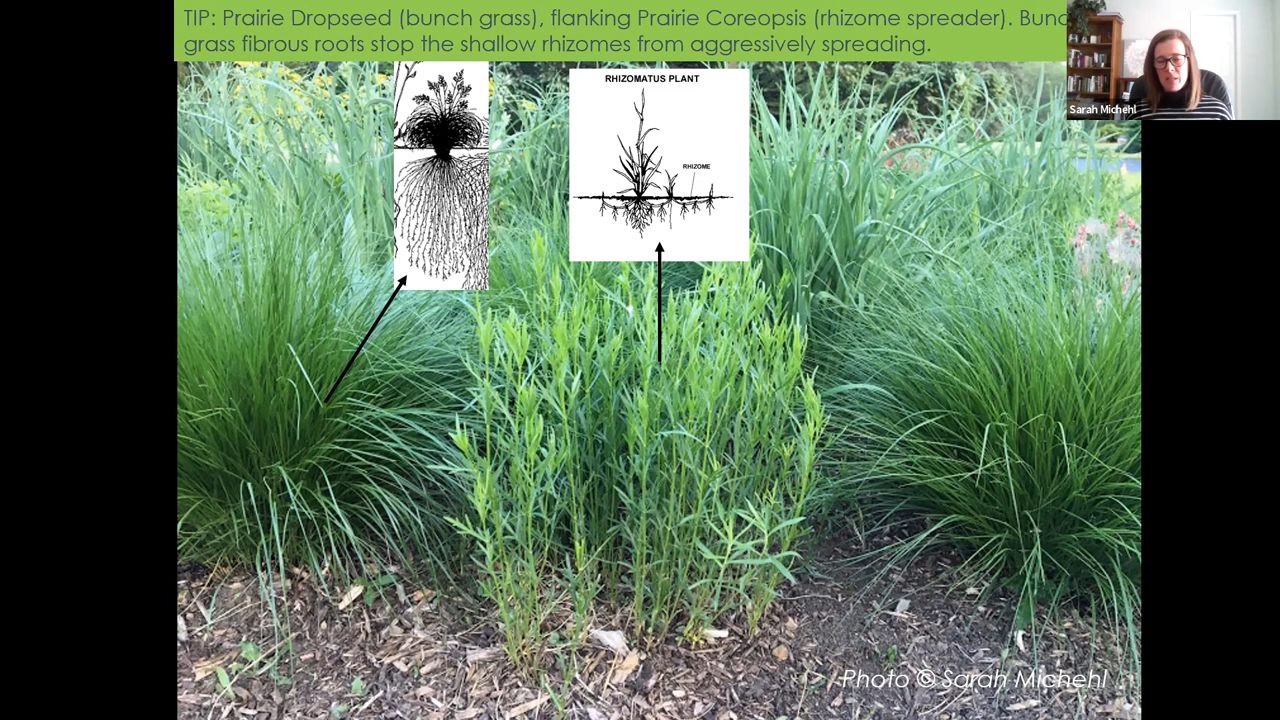 TIP: Prairie Dropseed (bunch grass), flanking Prairie Coreopsis (rhizome spreader).
grass fibrous roots stop the shallow rhizomes from aggressively spreading.
Sarah Michehl
RHIZOMATUS PLANT
RHIZOME
Photo © Sarah Michehl